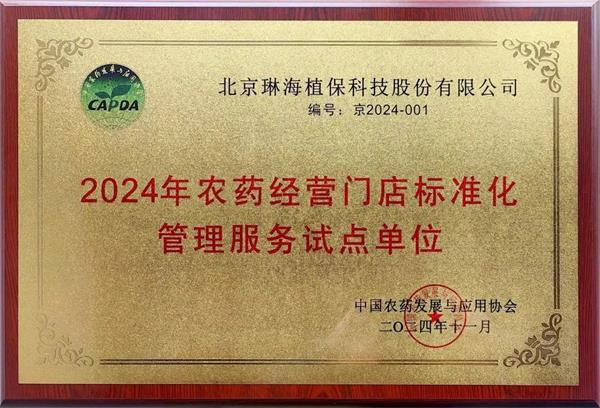 CAPDA
北京琳海植保科技股份有限公司
编号：京2024-001
2024年农药经营门店标准化
管理服务试点单位
中国农药发展与应用协会
二〇二四年十一月